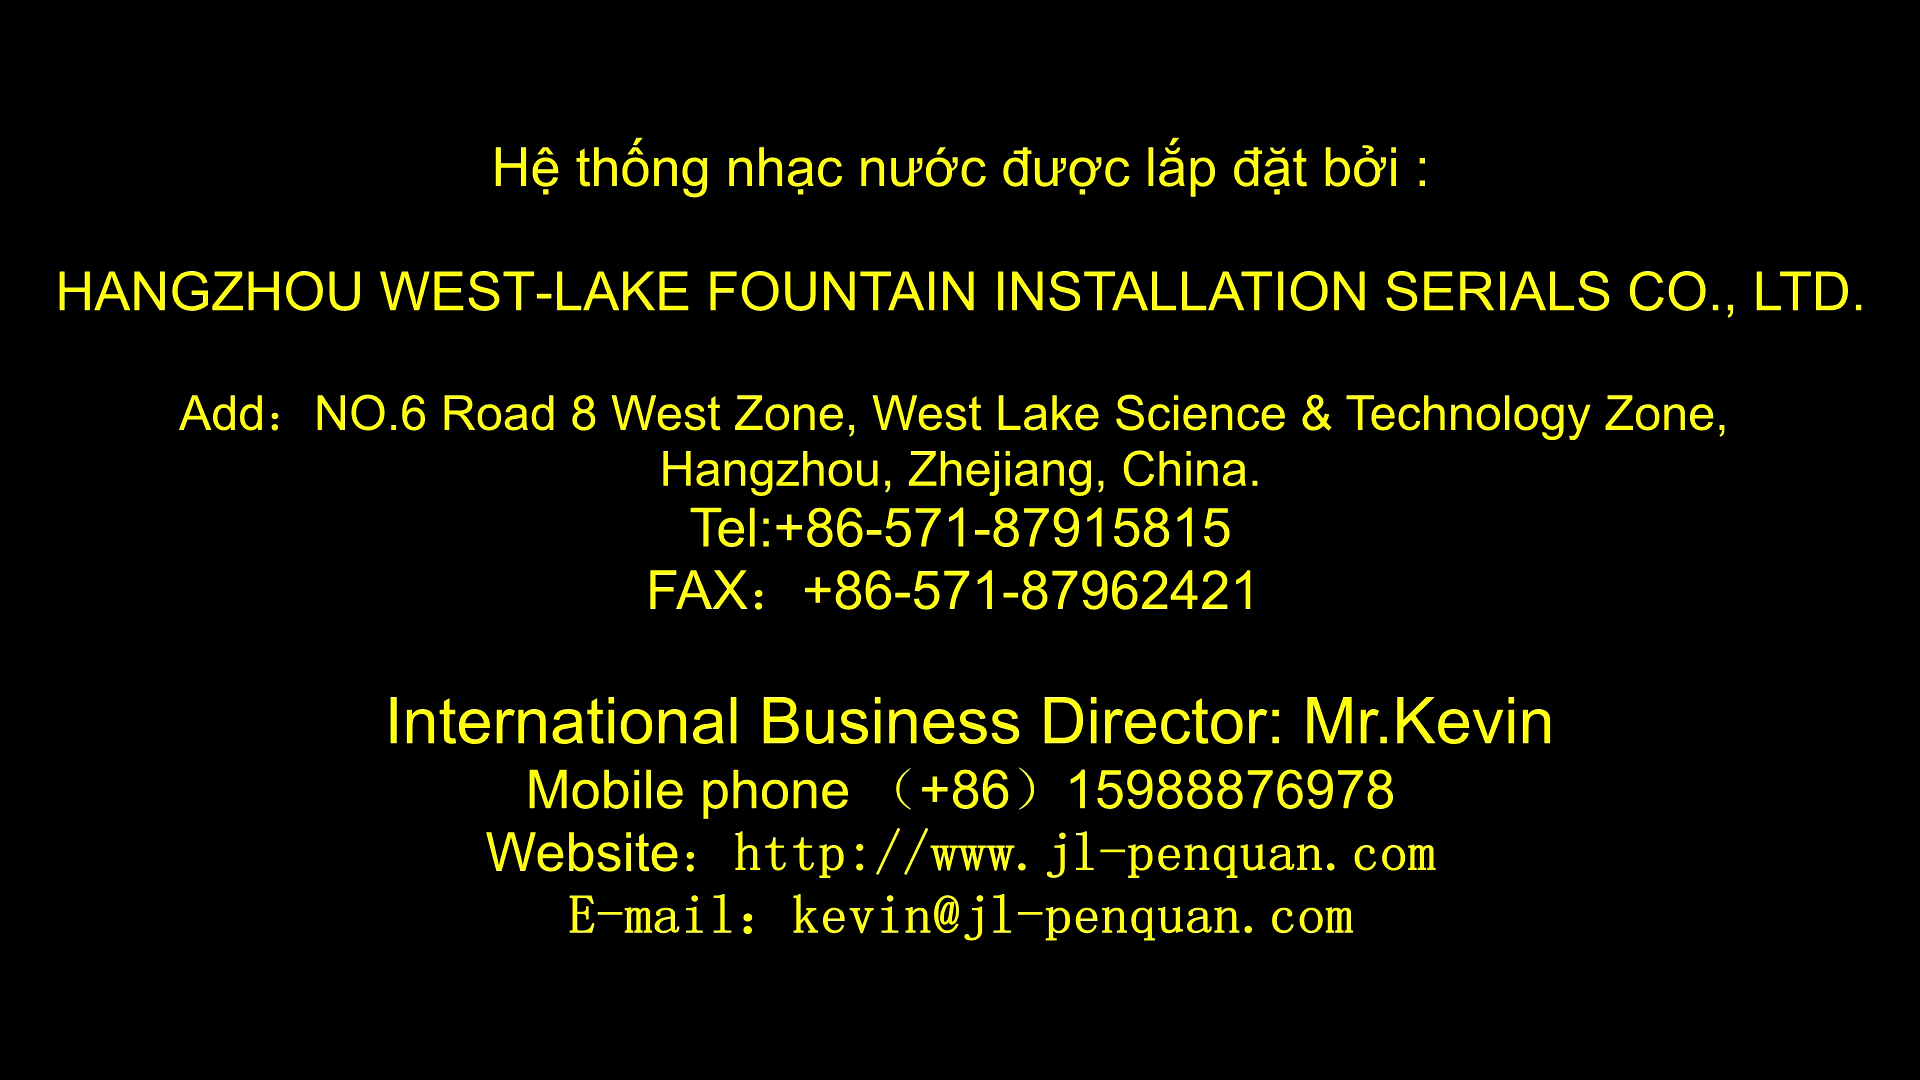 Hệ thống nhạc nước được lắp đặt bởi :
HANGZHOU WEST-LAKE FOUNTAIN INSTALLATION SERIALS CO., LTD.
Add：NO.6 Road 8 West Zone, West Lake Science & Technology Zone,
Hangzhou, Zhejiang, China.
Tel:+86-571-87915815
FAX：+86-571-87962421
International Business Director: Mr.Kevin
Mobile phone （+86）15988876978
Website：http://www.jl-penquan.com
E-mail：kevin@jl-penquan.com